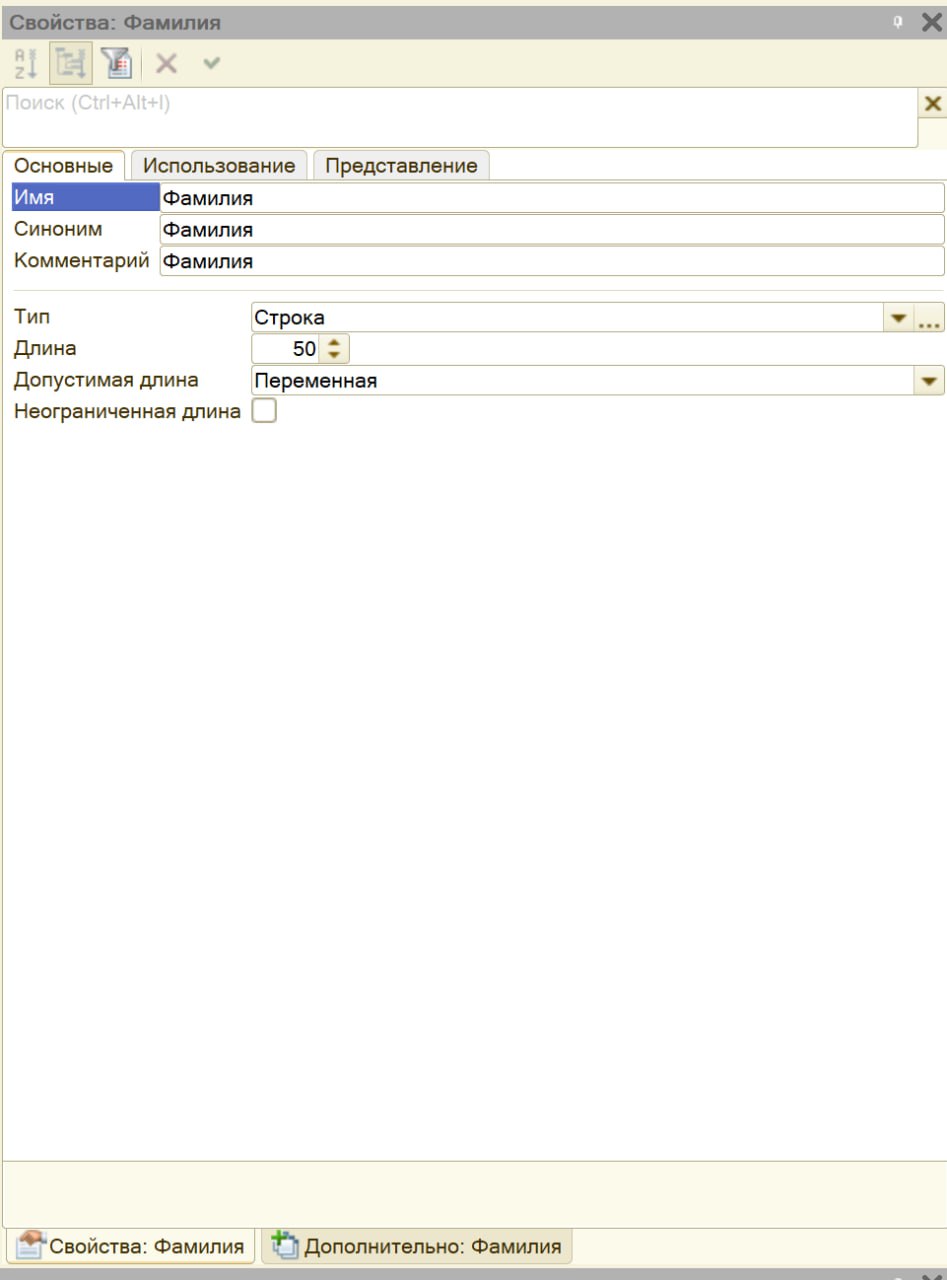 Свойства: Фамилия
Поиск (Ctrl+Alt+I)
Основные Использование Представление
Имя Фамилия
Синоним Фамилия
Комментарий Фамилия
Тип Строка ...
Длина 50
Допустимая длина Переменная
Неограниченная длина
Свойства: Фамилия Дополнительно: Фамилия